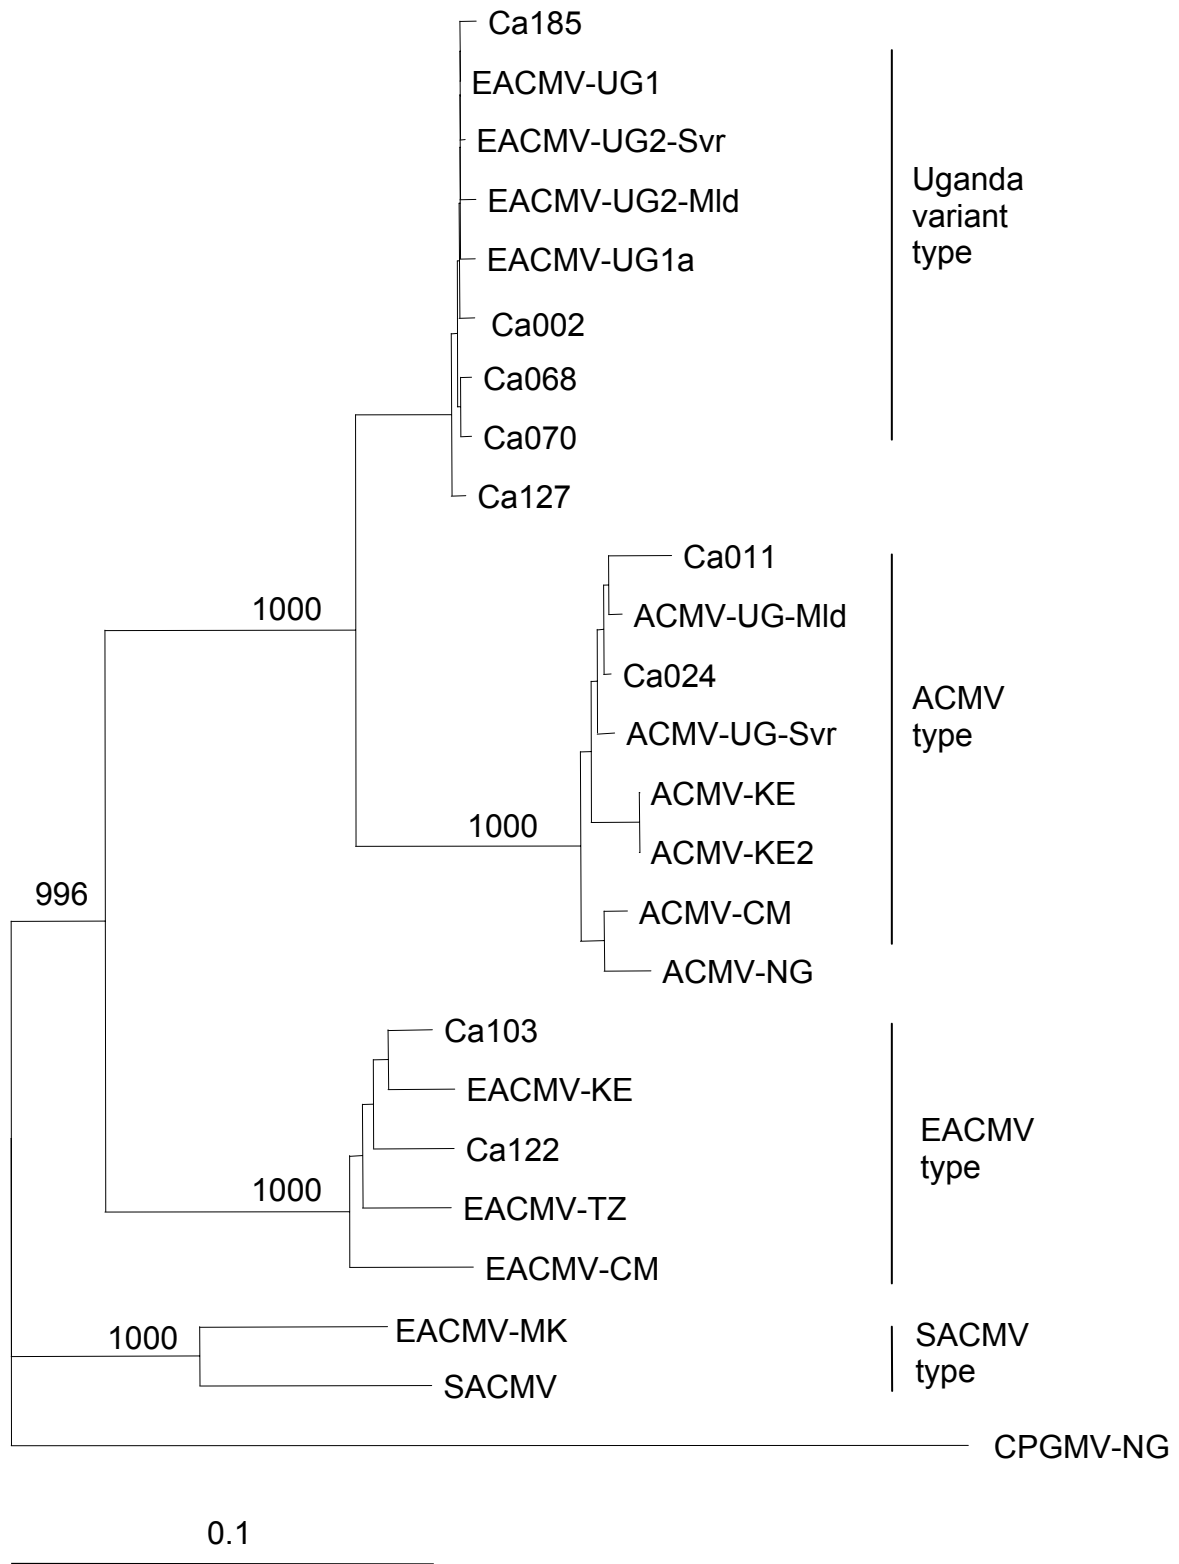 Ca185
EACMV-UG1
EACMV-UG2-Svr
EACMV-UG2-Mld
Uganda
variant
type
EACMV-UG1a
Ca002
Ca068
Ca070
Ca127
Ca011
1000
ACMV-UG-Mld
Ca024
ACMV
type
ACMV-UG-Svr
ACMV-KE
1000
ACMV-KE2
996
ACMV-CM
ACMV-NG
Ca103
EACMV-KE
EACMV
type
Ca122
1000
EACMV-TZ
EACMV-CM
1000
EACMV-MK
SACMV
type
SACMV
CPGMV-NG
0.1